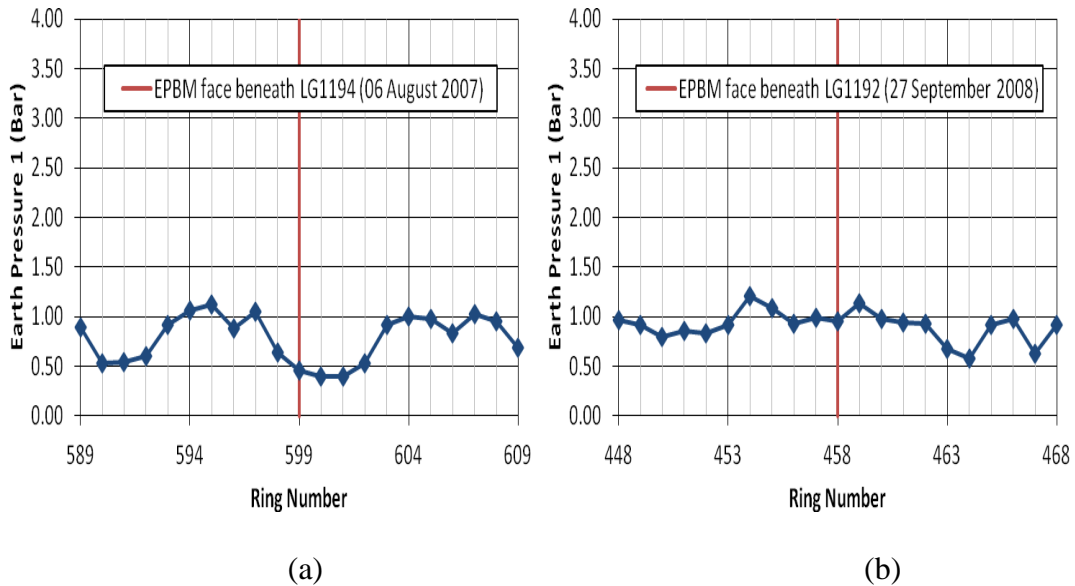 4.00
3.50
3.00
2.50
2.00
1.50
1.00
0.50
0.00
Earth Pressure 1 (Bar)
EPBM face beneath LG1194 (06 August 2007)
589 594 599 604 609
Ring Number
(a)
4.00
3.50
3.00
2.50
2.00
1.50
1.00
0.50
0.00
Earth Pressure 1 (Bar)
EPBM face beneath LG1192 (27 September 2008)
448 453 458 463 468
Ring Number
(b)